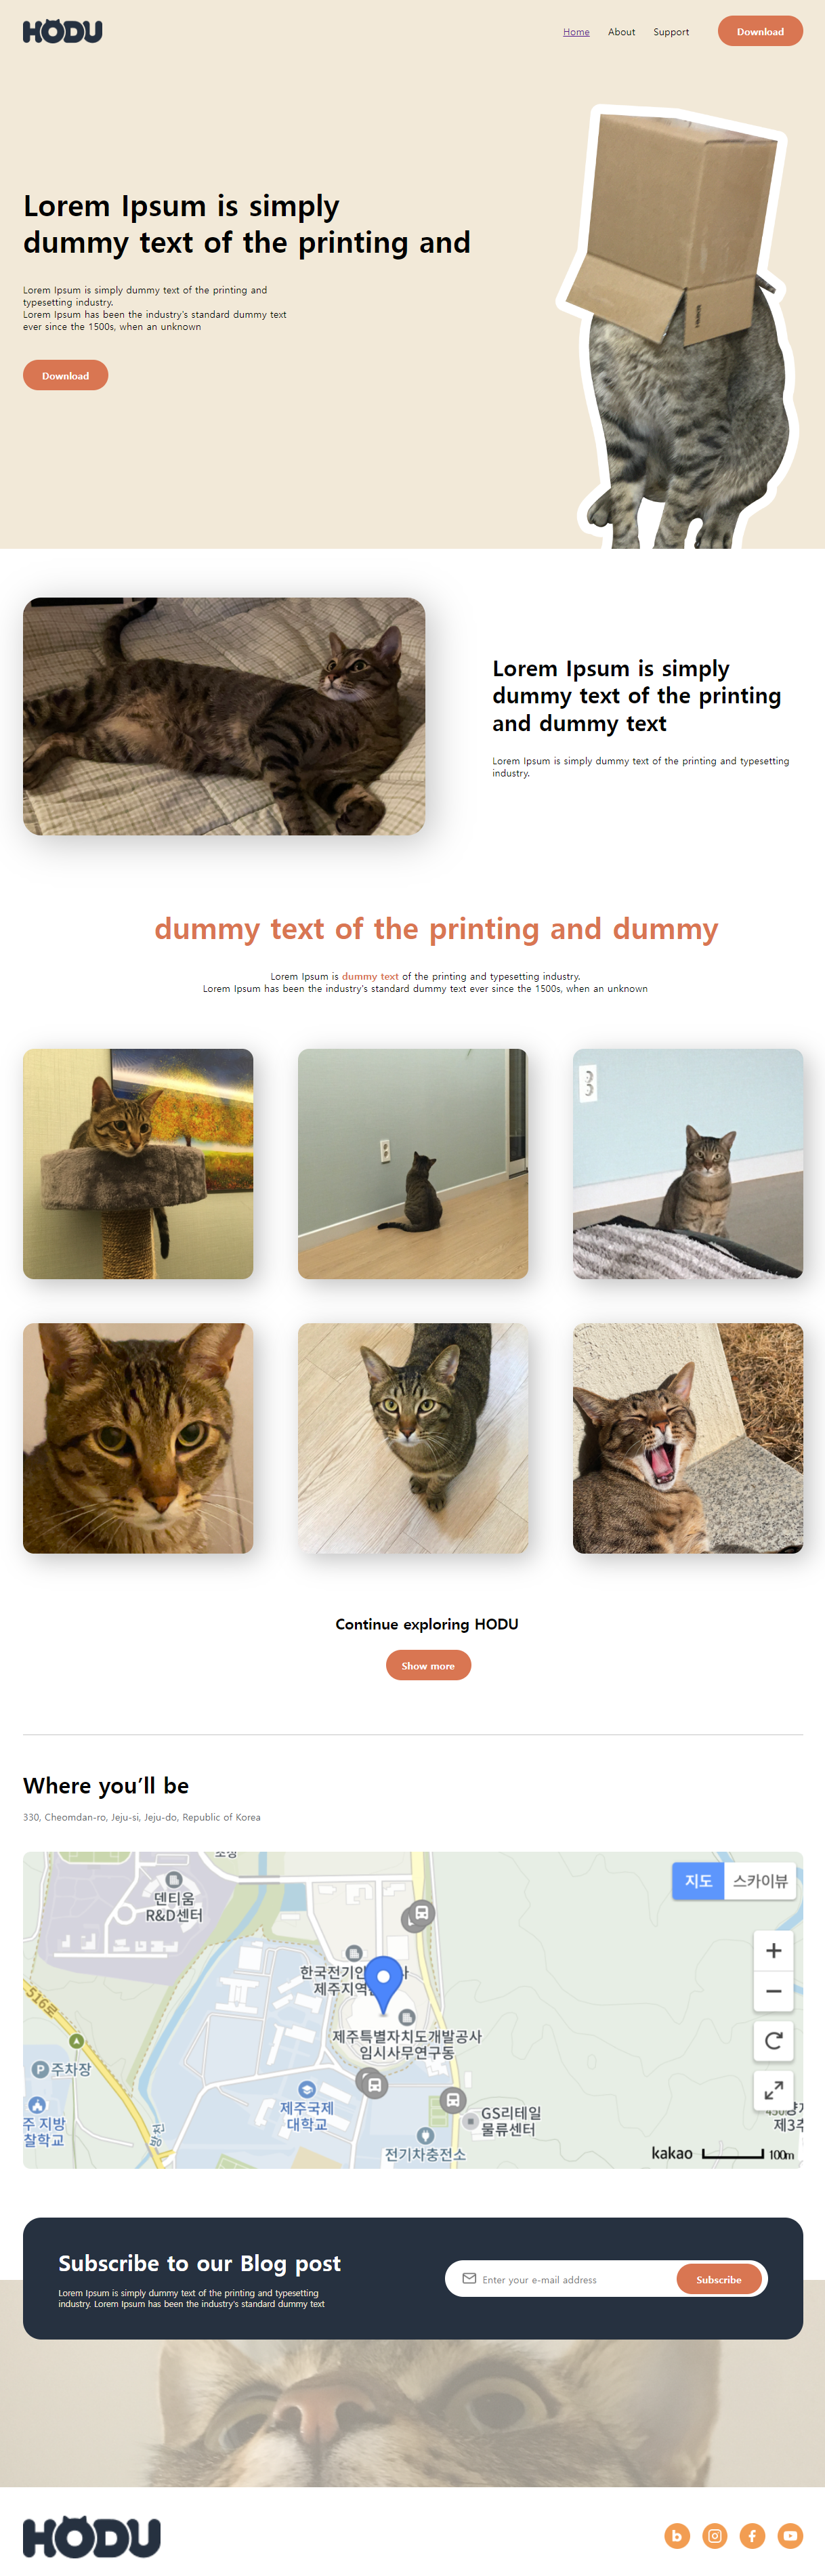 HODU
Home About Support Download
Lorem Ipsum is simply
dummy text of the printing and
Lorem Ipsum is simply dummy text of the printing and
typesetting industry.
Lorem Ipsum has been the industry's standard dummy text
ever since the 1500s, when an unknown
Download
Lorem Ipsum is simply
dummy text of the printing
and dummy text
Lorem Ipsum is simply dummy text of the printing and typesetting
industry.
dummy text of the printing and dummy
Lorem Ipsum is dummy text of the printing and typesetting industry.
Lorem Ipsum has been the industry's standard dummy text ever since the 1500s, when an unknown
Continue exploring HODU
Show more
Where you'll be
330, Cheomdan-ro, Jeju-si, Jeju-do, Republic of Korea
지도 스카이뷰
덴티움
R&D센터
한국전기안
제주지역
제주특별자치도개발공사
임시사무연구동
516로
P 주차장
제주국제
대학교
주 지방
찰학교
방천
GS리테일
물류센터
전기차충전소
제3
kakao 100m
Subscribe to our Blog post
Lorem Ipsum is simply dummy text of the printing and typesetting
industry. Lorem Ipsum has been the industry's standard dummy text
Enter your e-mail address
Subscribe
HODU
b
f